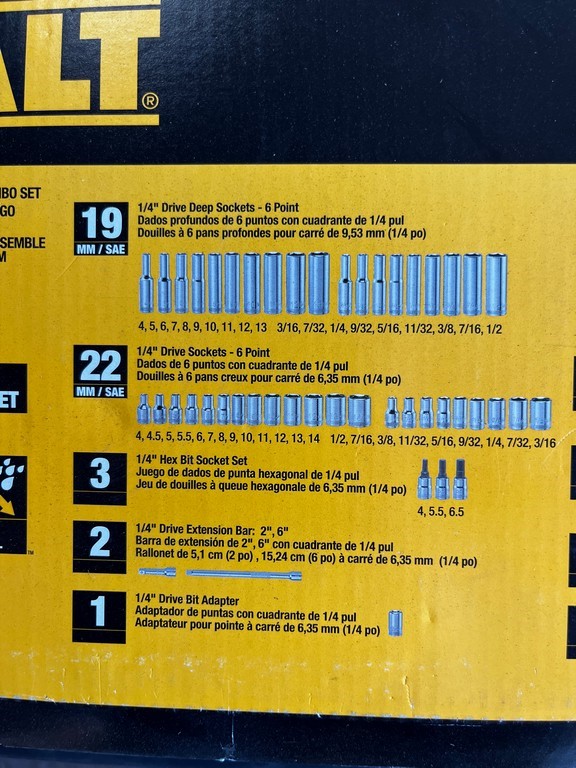 ALT®
BO SET
GO
SEMBLE
M
ET
™
19
MM / SAE
1/4" Drive Deep Sockets - 6 Point
Dados profundos de 6 puntos con cuadrante de 1/4 pul
Douilles à 6 pans profondes pour carré de 9,53 mm (1/4 po)
4, 5, 6, 7, 8, 9, 10, 11, 12, 13 3/16, 7/32, 1/4, 9/32, 5/16, 11/32, 3/8, 7/16, 1/2
22
MM / SAE
1/4" Drive Sockets - 6 Point
Dados de 6 puntos con cuadrante de 1/4 pul
Douilles à 6 pans creux pour carré de 6,35 mm (1/4 po)
4, 4.5, 5, 5.5, 6, 7, 8, 9, 10, 11, 12, 13, 14 1/2, 7/16, 3/8, 11/32, 5/16, 9/32, 1/4, 7/32, 3/16
3
1/4" Hex Bit Socket Set
Juego de dados de punta hexagonal de 1/4 pul
Jeu de douilles à queue hexagonale de 6,35 mm (1/4 po)
4, 5.5, 6.5
2
1/4" Drive Extension Bar: 2", 6"
Barra de extensión de 2", 6" con cuadrante de 1/4 pul
Rallonet de 5,1 cm (2 po) , 15,24 cm (6 po) à carré de 6,35 mm (1/4 po)
1
1/4" Drive Bit Adapter
Adaptador de puntas con cuadrante de 1/4 pul
Adaptateur pour pointe à carré de 6,35 mm (1/4 po)